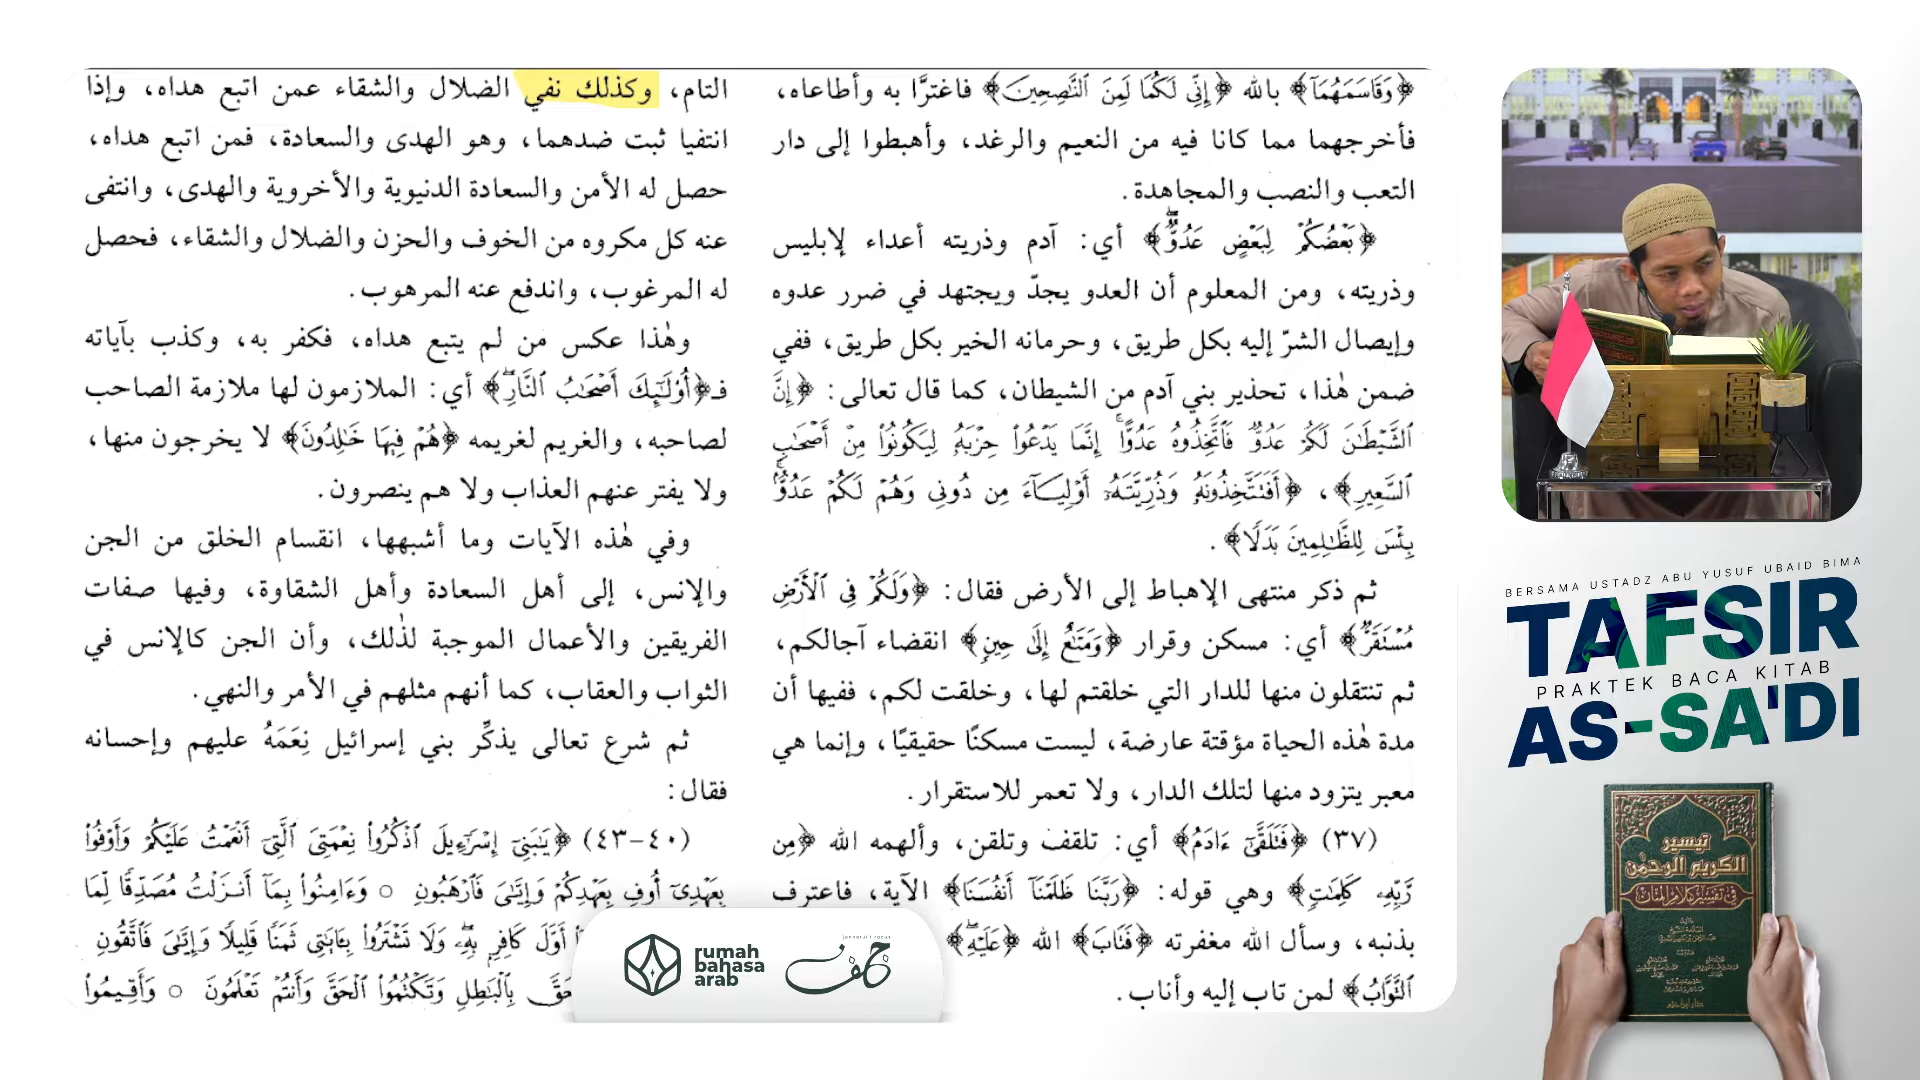 ﴿وَقَاسَمَهُمَآ﴾ بالله ﴿إِنِّي لَكُمَا لَمِنَ ٱلنَّٰصِحِينَ﴾ فاغترَّا به وأطاعاه،
فأخرجهما مما كانا فيه من النعيم والرغد، وأهبطوا إلى دار
التعب والنصب والمجاهدة.
﴿بَعْضُكُمْ لِبَعْضٍ عَدُوٌّ﴾ أي: آدم وذريته أعداء لإبليس
وذريته، ومن المعلوم أن العدو يجدّ ويجتهد في ضرر عدوه
وإيصال الشرّ إليه بكل طريق، وحرمانه الخير بكل طريق، ففي
ضمن هٰذا، تحذير بني آدم من الشيطان، كما قال تعالى: ﴿إِنَّ
ٱلشَّيْطَٰنَ لَكُمْ عَدُوٌّ فَٱتَّخِذُوهُ عَدُوًّا إِنَّمَا يَدْعُوا۟ حِزْبَهُۥ لِيَكُونُوا۟ مِنْ أَصْحَٰبِ
ٱلسَّعِيرِ﴾، ﴿أَفَتَتَّخِذُونَهُۥ وَذُرِّيَّتَهُۥٓ أَوْلِيَآءَ مِن دُونِى وَهُمْ لَكُمْ عَدُوٌّۢ
بِئْسَ لِلظَّٰلِمِينَ بَدَلًا﴾.
ثم ذكر منتهى الإهباط إلى الأرض فقال: ﴿وَلَكُمْ فِى ٱلْأَرْضِ
مُسْتَقَرٌّ﴾ أي: مسكن وقرار ﴿وَمَتَٰعٌ إِلَىٰ حِينٍ﴾ انقضاء آجالكم،
ثم تنتقلون منها للدار التي خلقتم لها، وخلقت لكم، ففيها أن
مدة هٰذه الحياة مؤقتة عارضة، ليست مسكنًا حقيقيًا، وإنما هي
معبر يتزود منها لتلك الدار، ولا تعمر للاستقرار.
(٣٧) ﴿فَتَلَقَّىٰٓ ءَادَمُ﴾ أي: تلقف وتلقن، وألهمه الله ﴿مِن
رَّبِّهِۦ كَلِمَٰتٍ﴾ وهي قوله: ﴿رَبَّنَا ظَلَمْنَآ أَنفُسَنَا﴾ الآية، فاعترف
بذنبه، وسأل الله مغفرته ﴿فَتَابَ﴾ الله ﴿عَلَيْهِ﴾
ٱلتَّوَّابُ﴾ لمن تاب إليه وأناب.
التام، وكذلك نفي الضلال والشقاء عمن اتبع هداه، وإذا
انتفيا ثبت ضدهما، وهو الهدى والسعادة، فمن اتبع هداه،
حصل له الأمن والسعادة الدنيوية والأخروية والهدى، وانتفى
عنه كل مكروه من الخوف والحزن والضلال والشقاء، فحصل
له المرغوب، واندفع عنه المرهوب.
وهٰذا عكس من لم يتبع هداه، فكفر به، وكذب بآياته
فـ﴿أُو۟لَٰٓئِكَ أَصْحَٰبُ ٱلنَّارِ﴾ أي: الملازمون لها ملازمة الصاحب
لصاحبه، والغريم لغريمه ﴿هُمْ فِيهَا خَٰلِدُونَ﴾ لا يخرجون منها،
ولا يفتر عنهم العذاب ولا هم ينصرون.
وفي هٰذه الآيات وما أشبهها، انقسام الخلق من الجن
والإنس، إلى أهل السعادة وأهل الشقاوة، وفيها صفات
الفريقين والأعمال الموجبة لذٰلك، وأن الجن كالإنس في
الثواب والعقاب، كما أنهم مثلهم في الأمر والنهي.
ثم شرع تعالى يذكِّر بني إسرائيل نِعَمَهُ عليهم وإحسانه
فقال:
(٤٠-٤٣) ﴿يَٰبَنِىٓ إِسْرَٰٓءِيلَ ٱذْكُرُوا۟ نِعْمَتِىَ ٱلَّتِىٓ أَنْعَمْتُ عَلَيْكُمْ وَأَوْفُوا۟
بِعَهْدِىٓ أُوفِ بِعَهْدِكُمْ وَإِيَّٰىَ فَٱرْهَبُونِ ○ وَءَامِنُوا۟ بِمَآ أَنزَلْتُ مُصَدِّقًا لِّمَا
أَوَّلَ كَافِرٍۭ بِهِۦ وَلَا تَشْتَرُوا۟ بِـَٔايَٰتِى ثَمَنًا قَلِيلًا وَإِيَّٰىَ فَٱتَّقُونِ
بِٱلْبَٰطِلِ وَتَكْتُمُوا۟ ٱلْحَقَّ وَأَنتُمْ تَعْلَمُونَ ○ وَأَقِيمُوا۟
rumah
bahasa
arab
BERSAMA USTADZ ABU YUSUF UBAID BIMA
TAFSIR
PRAKTEK BACA KITAB
AS-SA'DI
تيسير
الكريم الرحمٰن
في تفسير كلام المنان